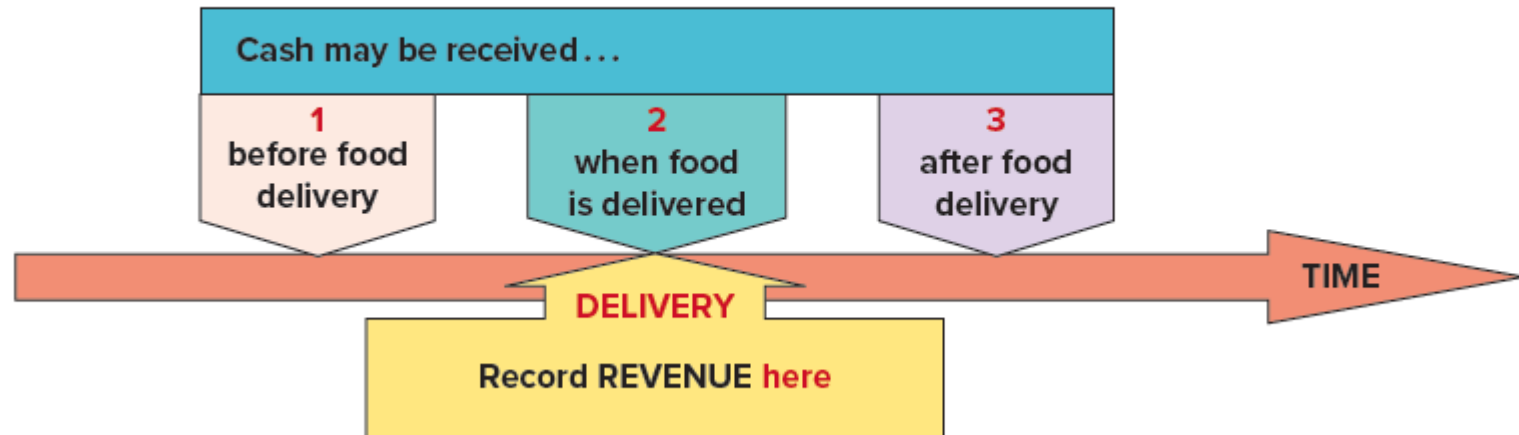 Cash may be received...
1
before food
delivery
2
when food
is delivered
3
after food
delivery
TIME
DELIVERY
Record REVENUE here